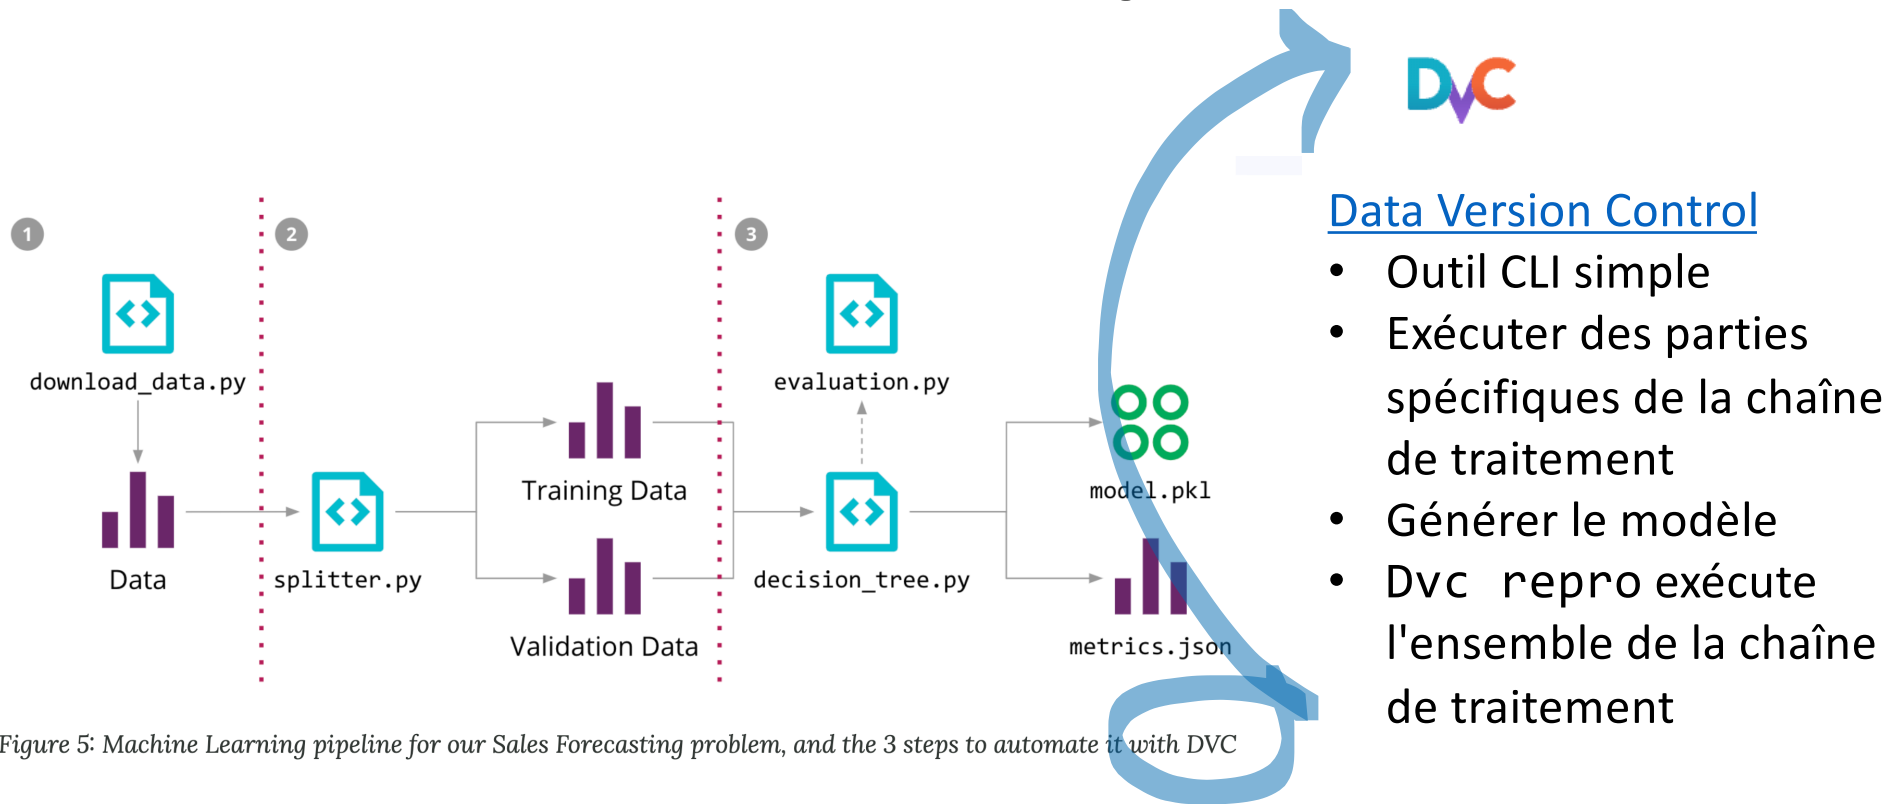 DVC
Data Version Control
• Outil CLI simple
• Exécuter des parties
spécifiques de la chaîne
de traitement
• Générer le modèle
• Dvc repro exécute
l'ensemble de la chaîne
de traitement
1
2
3
download_data.py
evaluation.py
Training Data
model.pkl
Data
splitter.py
decision_tree.py
Validation Data
metrics.json
Figure 5: Machine Learning pipeline for our Sales Forecasting problem, and the 3 steps to automate it with DVC